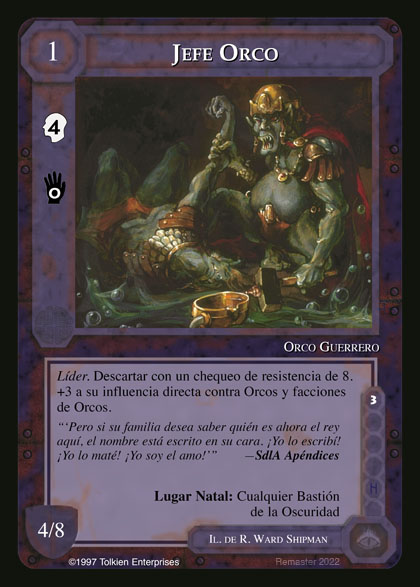 1
JEFE ORCO
4
0
ORCO GUERRERO
Líder. Descartar con un chequeo de resistencia de 8.
+3 a su influencia directa contra Orcos y facciones
de Orcos.
3
“‘Pero si su familia desea saber quién es ahora el rey
aquí, el nombre está escrito en su cara. ¡Yo lo escribí!
¡Yo lo maté! ¡Yo soy el amo!’” —SdlA Apéndices
H
Lugar Natal: Cualquier Bastión
de la Oscuridad
4/8
IL. DE R. WARD SHIPMAN
©1997 Tolkien Enterprises
Remaster 2022